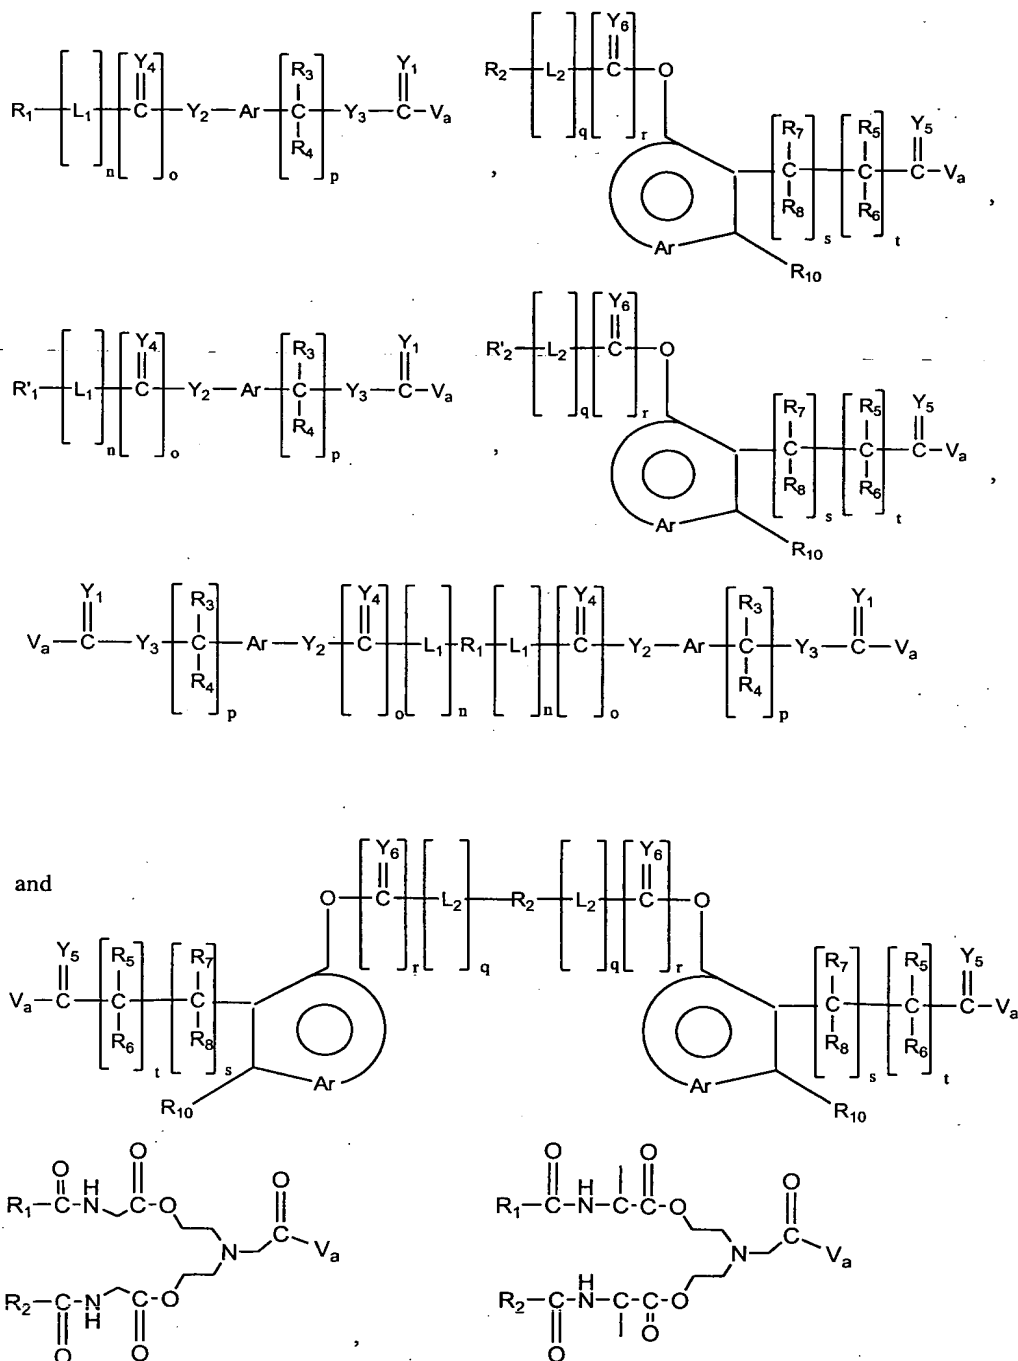 Y4 R3 Y1
R1 L1 C Y2 Ar C Y3 C Va
R4
n o p ,
Y6
R2 L2 C O
q r
R7 R5 Y5
C C C Va
R8 R6
s t ,
Ar
R10
Y4 R3 Y1
R'1 L1 C Y2 Ar C Y3 C Va
R4
n o p ,
Y6
R'2 L2 C O
q r
R7 R5 Y5
C C C Va
R8 R6
s t ,
Ar
R10
Y1 R3 Y4 Y4 R3 Y1
Va C Y3 C Ar Y2 C L1 R1 L1 C Y2 Ar C Y3 C Va
R4 R4
p o n n o p
and
Y6 Y6
O C L2 R2 L2 C O
r q q r
Y5 R5 R7 R7 R5 Y5
Va C C C C C C Va
R6 R8 R8 R6
t s s t
Ar Ar
R10 R10
O O O
R1 C H N C O
N C Va
R2 C N H C O
O O ,
O O O
R1 C H N C O
N C Va
R2 C H N C O
O O